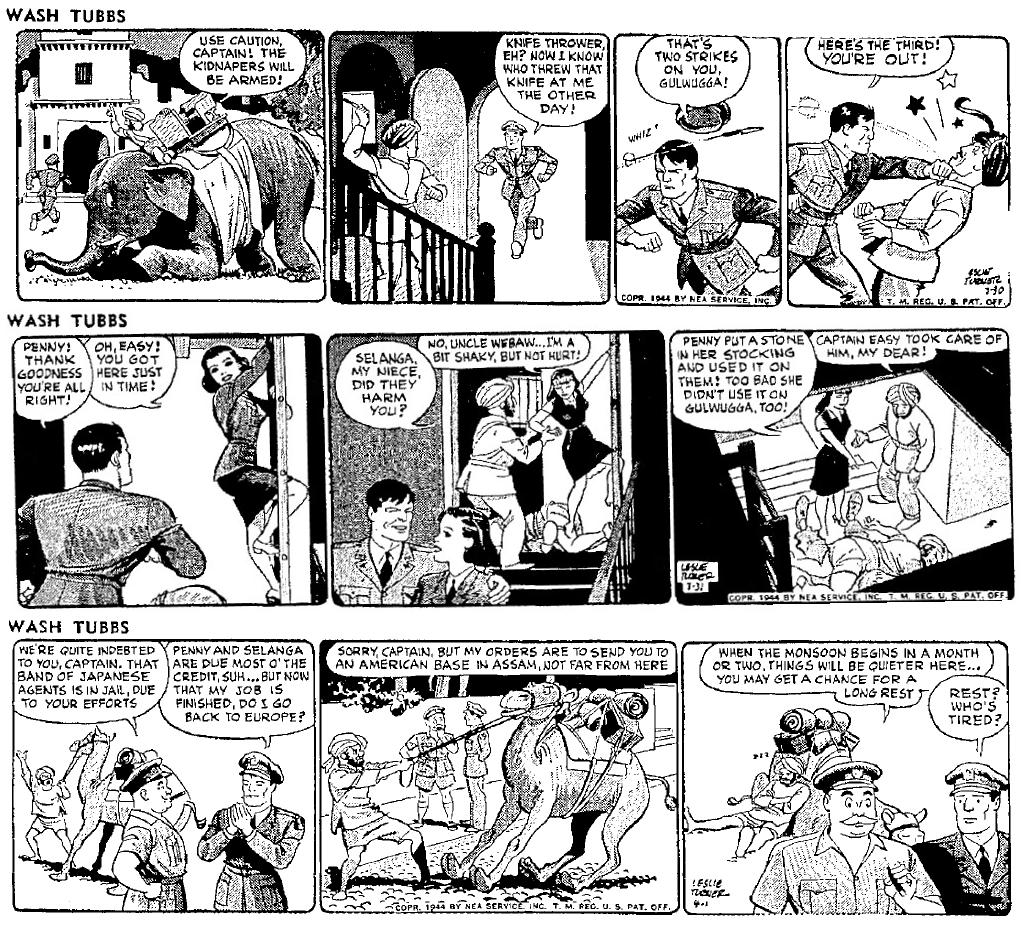 WASH TUBBS
USE CAUTION,
CAPTAIN! THE
KIDNAPERS WILL
BE ARMED!
KNIFE THROWER,
EH? NOW I KNOW
WHO THREW THAT
KNIFE AT ME
THE OTHER
DAY!
THAT'S
TWO STRIKES
ON YOU,
GULWUGGA!
WHIZ!
COPR. 1944 BY NEA SERVICE, INC.
HERE'S THE THIRD!
YOU'RE OUT!
LESLIE
TURNER
7-30
T. M. REG. U. S. PAT. OFF.
WASH TUBBS
PENNY!
THANK
GOODNESS
YOU'RE ALL
RIGHT!
OH, EASY!
YOU GOT
HERE JUST
IN TIME!
SELANGA,
MY NIECE,
DID THEY
HARM
YOU?
NO, UNCLE WEBAW...I'M A
BIT SHAKY, BUT NOT HURT!
PENNY PUT A STONE
IN HER STOCKING
AND USED IT ON
THEM! TOO BAD SHE
DIDN'T USE IT ON
GULWUGGA, TOO!
CAPTAIN EASY TOOK CARE OF
HIM, MY DEAR!
LESLIE
TURNER
7-31
COPR. 1944 BY NEA SERVICE, INC. T. M. REG. U. S. PAT. OFF.
WASH TUBBS
WE'RE QUITE INDEBTED
TO YOU, CAPTAIN. THAT
BAND OF JAPANESE
AGENTS IS IN JAIL, DUE
TO YOUR EFFORTS
PENNY AND SELANGA
ARE DUE MOST O' THE
CREDIT, SUH...BUT NOW
THAT MY JOB IS
FINISHED, DO I GO
BACK TO EUROPE?
SORRY, CAPTAIN, BUT MY ORDERS ARE TO SEND YOU TO
AN AMERICAN BASE IN ASSAM, NOT FAR FROM HERE
COPR. 1944 BY NEA SERVICE, INC. T. M. REG. U. S. PAT. OFF.
WHEN THE MONSOON BEGINS IN A MONTH
OR TWO, THINGS WILL BE QUIETER HERE...
YOU MAY GET A CHANCE FOR A
LONG REST
REST?
WHO'S
TIRED?
LESLIE
TURNER